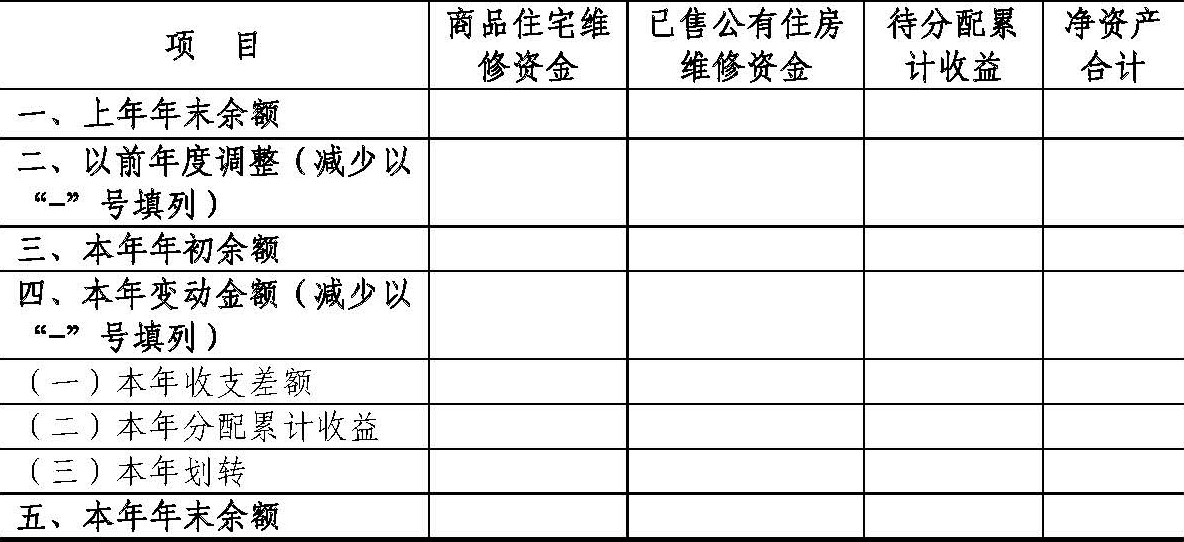 项 目
商品住宅维
修资金
已售公有住房
维修资金
待分配累
计收益
净资产
合计
一、上年年末余额
二、以前年度调整（减少以
“-”号填列）
三、本年年初余额
四、本年变动金额（减少以
“-”号填列）
（一）本年收支差额
（二）本年分配累计收益
（三）本年划转
五、本年年末余额